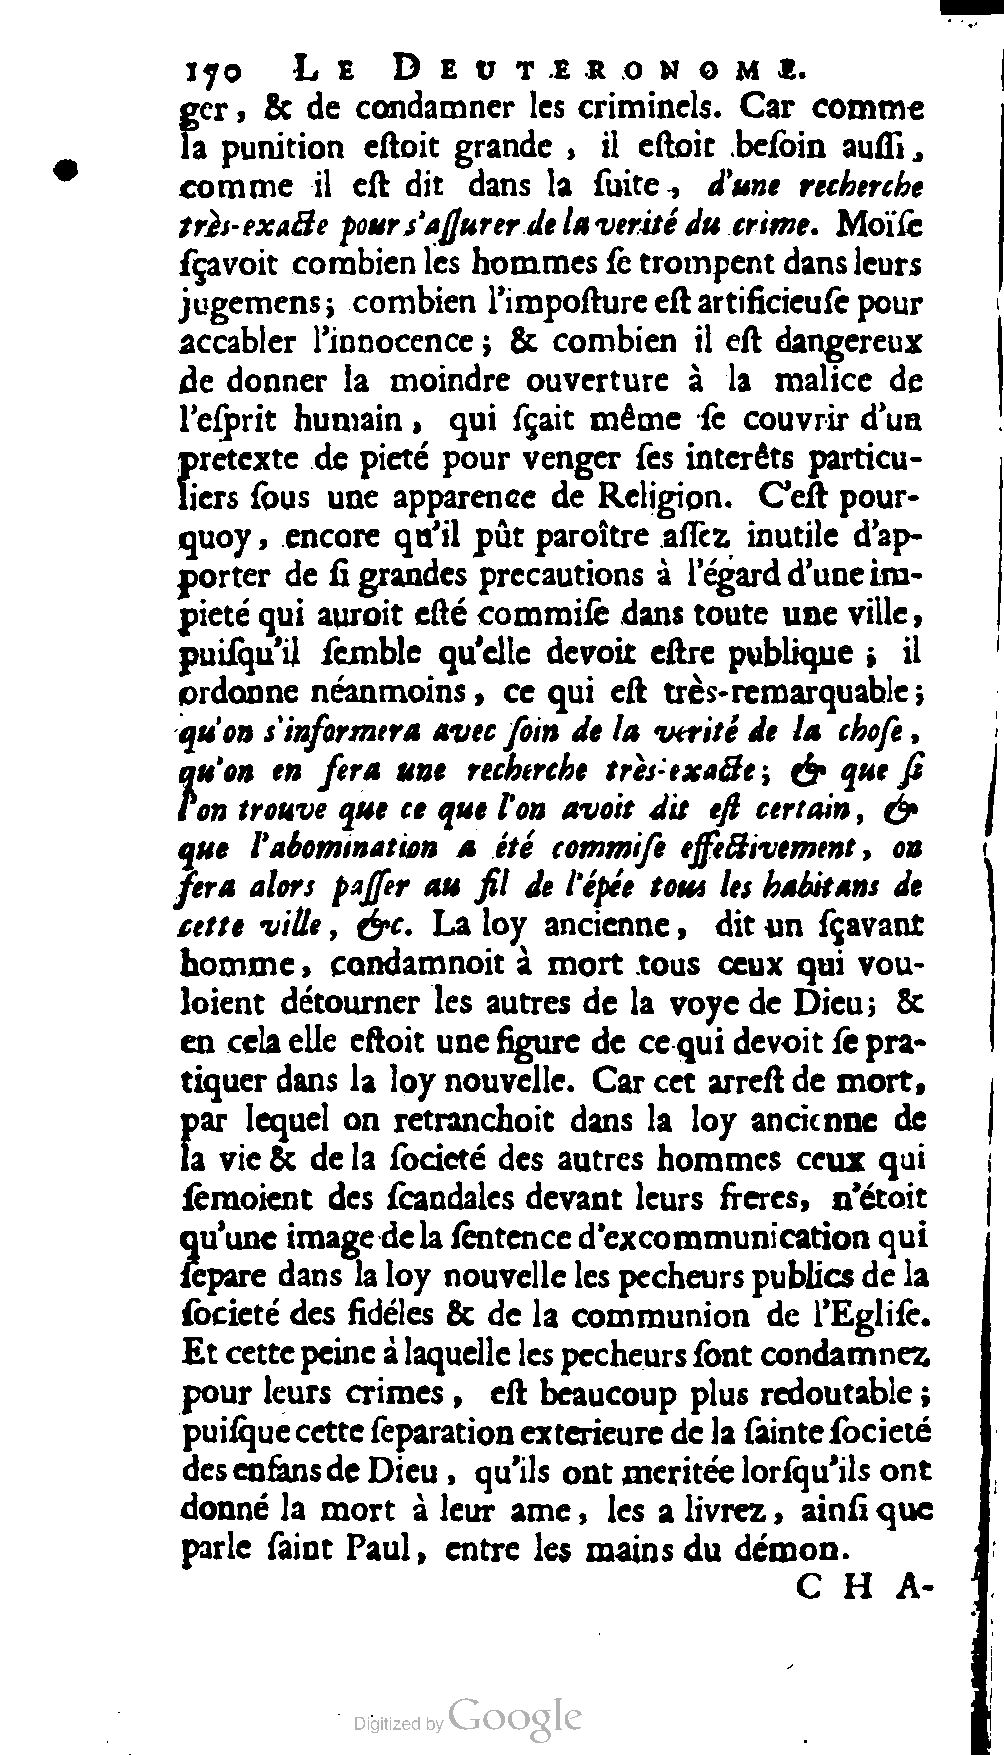 170 LE DEUTERONOME.
ger, & de condamner les criminels. Car comme
la punition eſtoit grande, il eſtoit beſoin auſſi,
comme il eſt dit dans la ſuite, d'une recherche
très-exacte pour s'aſſurer de la verité du crime. Moïſe
ſçavoit combien les hommes ſe trompent dans leurs
jugemens; combien l'impoſture eſt artificieuſe pour
accabler l'innocence; & combien il eſt dangereux
de donner la moindre ouverture à la malice de
l'eſprit humain, qui ſçait même ſe couvrir d'un
pretexte de pieté pour venger ſes interêts particu-
liers ſous une apparence de Religion. C'eſt pour-
quoy, encore qu'il pût paroître aſſez inutile d'ap-
porter de ſi grandes precautions à l'égard d'une im-
pieté qui auroit eſté commiſe dans toute une ville,
puiſqu'il ſemble qu'elle devoit eſtre publique; il
ordonne néanmoins, ce qui eſt très-remarquable;
qu'on s'informera avec ſoin de la verité de la choſe,
qu'on en fera une recherche très-exacte; & que ſi
l'on trouve que ce que l'on avoit dit eſt certain, &
que l'abomination a été commiſe effectivement, on
fera alors paſſer au fil de l'épée tous les habitans de
cette ville, &c. La loy ancienne, dit un ſçavant
homme, condamnoit à mort tous ceux qui vou-
loient détourner les autres de la voye de Dieu; &
en cela elle eſtoit une figure de ce qui devoit ſe pra-
tiquer dans la loy nouvelle. Car cet arreſt de mort,
par lequel on retranchoit dans la loy ancienne de
la vie & de la ſocieté des autres hommes ceux qui
ſemoient des ſcandales devant leurs freres, n'étoit
qu'une image de la ſentence d'excommunication qui
ſepare dans la loy nouvelle les pecheurs publics de la
ſocieté des fidéles & de la communion de l'Egliſe.
Et cette peine à laquelle les pecheurs ſont condamnez
pour leurs crimes, eſt beaucoup plus redoutable;
puiſque cette ſeparation exterieure de la ſainte ſocieté
des enfans de Dieu, qu'ils ont meritée lorſqu'ils ont
donné la mort à leur ame, les a livrez, ainſi que
parle ſaint Paul, entre les mains du démon.
CHA-
Digitized by Google